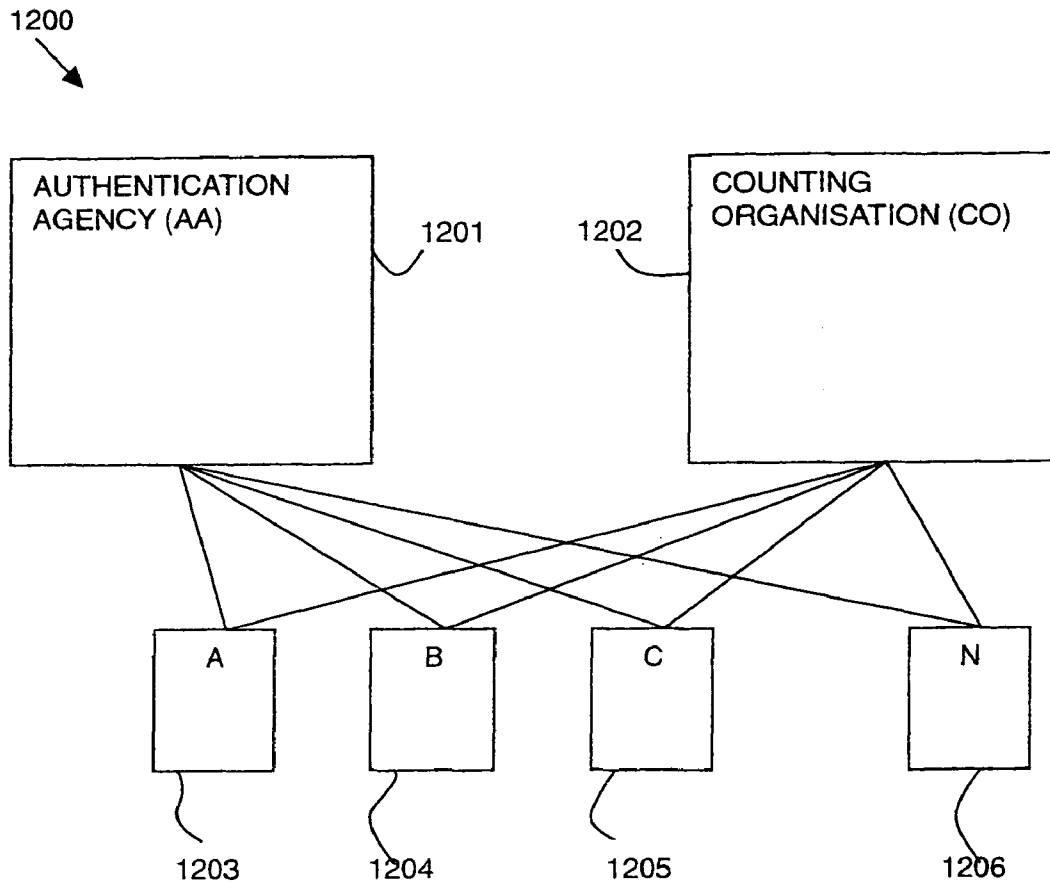 1200
AUTHENTICATION
AGENCY (AA)
COUNTING
ORGANISATION (CO)
1201
1202
A
B
C
N
1203
1204
1205
1206